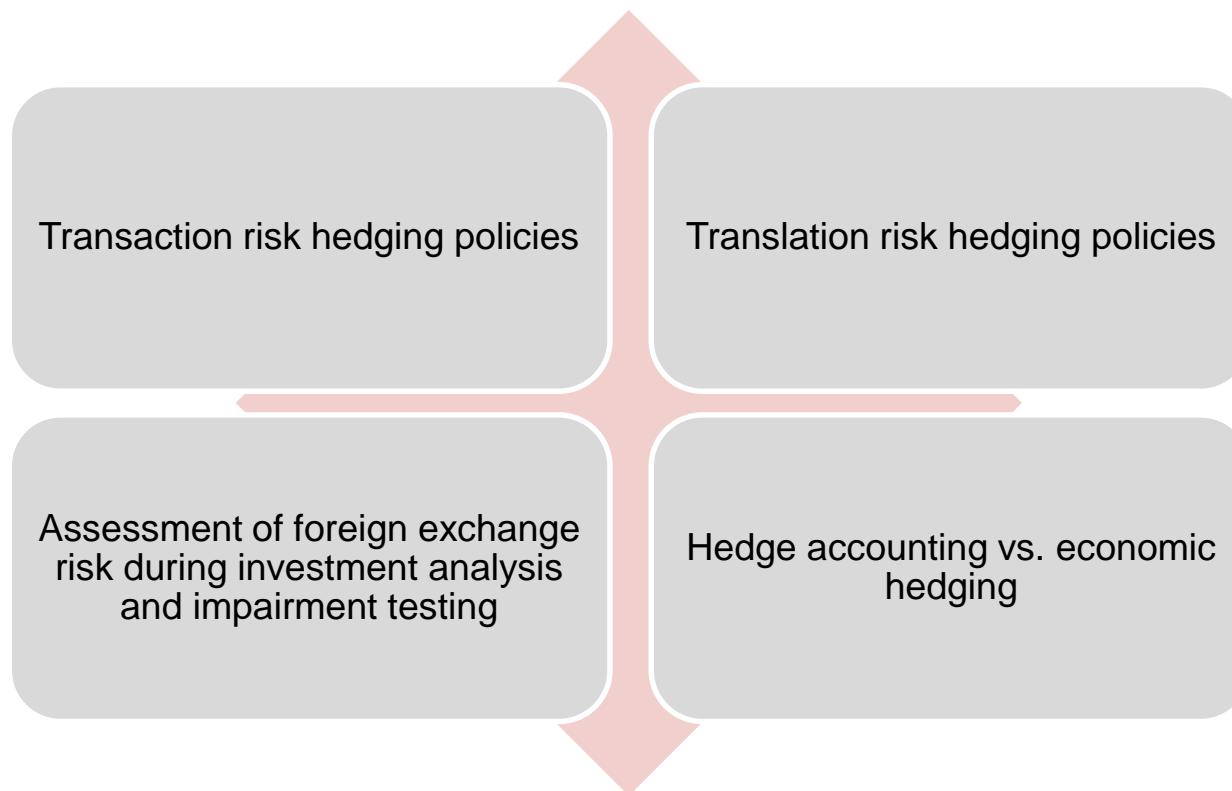 Transaction risk hedging policies
Translation risk hedging policies
Assessment of foreign exchange
risk during investment analysis
and impairment testing
Hedge accounting vs. economic
hedging